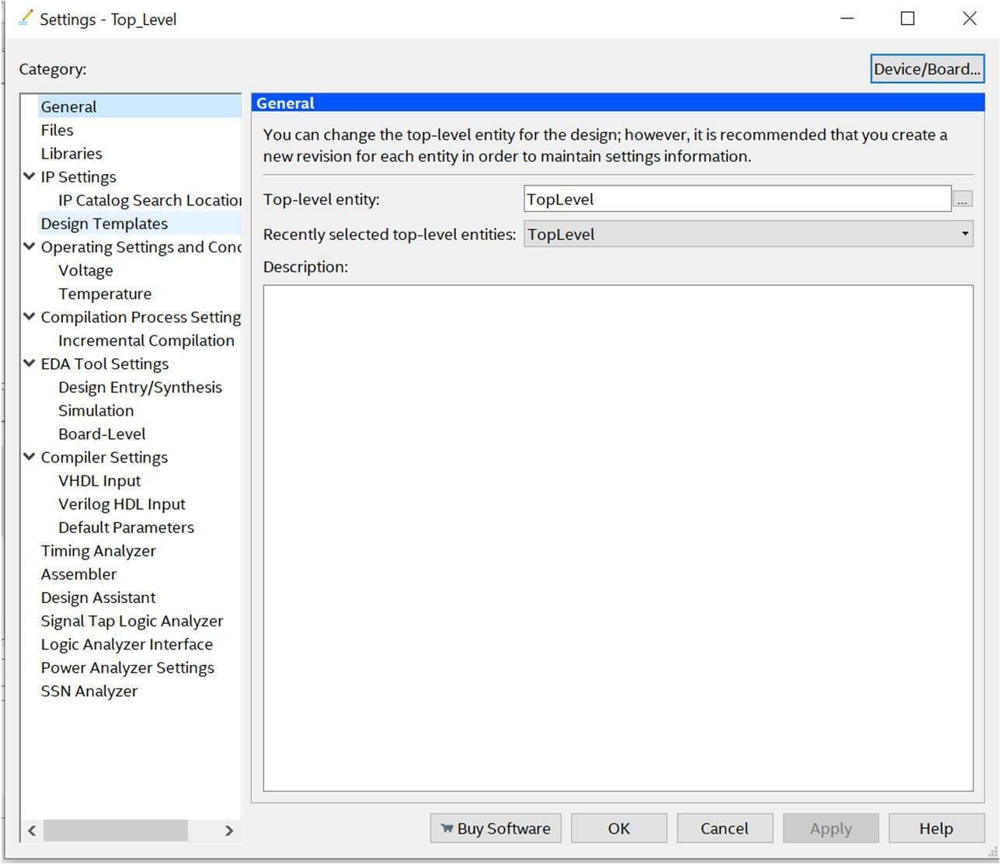 Settings - Top_Level
Category:
Device/Board...
General
Files
Libraries
IP Settings
IP Catalog Search Location
Design Templates
Operating Settings and Conc
Voltage
Temperature
Compilation Process Setting
Incremental Compilation
EDA Tool Settings
Design Entry/Synthesis
Simulation
Board-Level
Compiler Settings
VHDL Input
Verilog HDL Input
Default Parameters
Timing Analyzer
Assembler
Design Assistant
Signal Tap Logic Analyzer
Logic Analyzer Interface
Power Analyzer Settings
SSN Analyzer
General
You can change the top-level entity for the design; however, it is recommended that you create a
new revision for each entity in order to maintain settings information.
Top-level entity: TopLevel ...
Recently selected top-level entities: TopLevel
Description:
Buy Software OK Cancel Apply Help